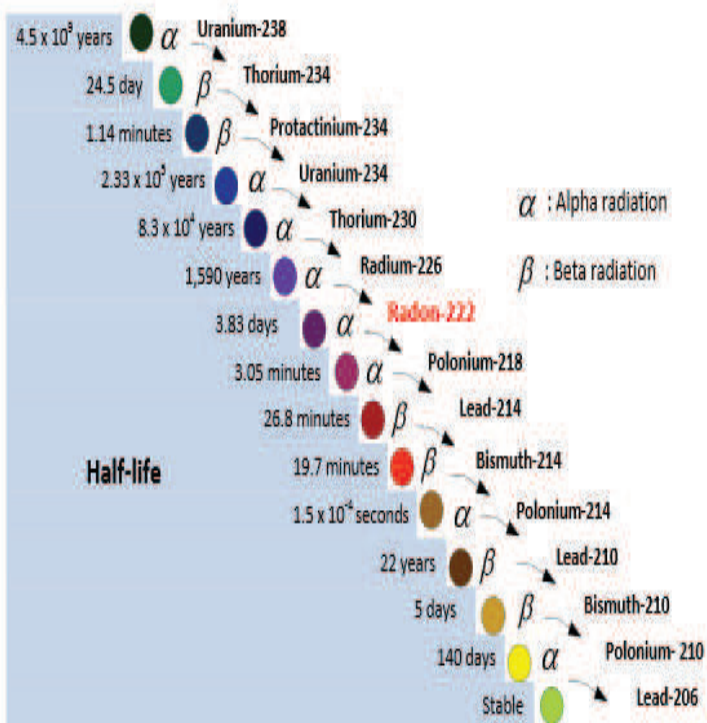 4.5 x 10⁹ years α Uranium-238
24.5 day β Thorium-234
1.14 minutes β Protactinium-234
2.33 x 10⁵ years α Uranium-234
8.3 x 10⁴ years α Thorium-230
1,590 years α Radium-226
3.83 days α Radon-222
3.05 minutes α Polonium-218
26.8 minutes β Lead-214
19.7 minutes β Bismuth-214
1.5 x 10⁻⁴ seconds α Polonium-214
22 years β Lead-210
5 days β Bismuth-210
140 days α Polonium- 210
Stable Lead-206
Half-life
α : Alpha radiation
β : Beta radiation